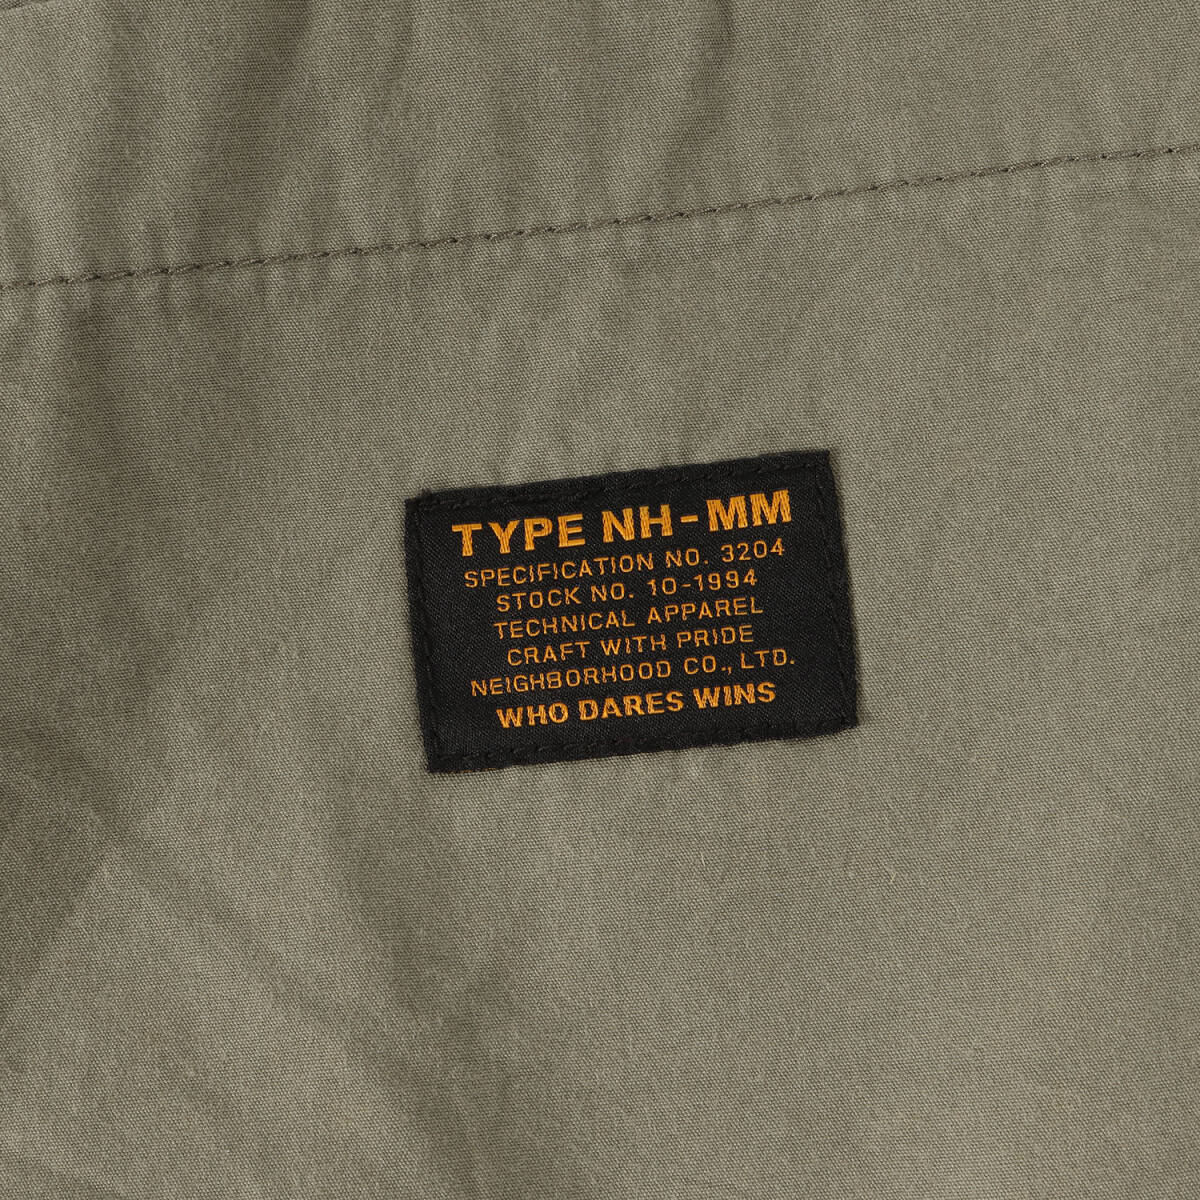 TYPE NH-MM
SPECIFICATION NO. 3204
STOCK NO. 10-1994
TECHNICAL APPAREL
CRAFT WITH PRIDE
NEIGHBORHOOD CO., LTD.
WHO DARES WINS